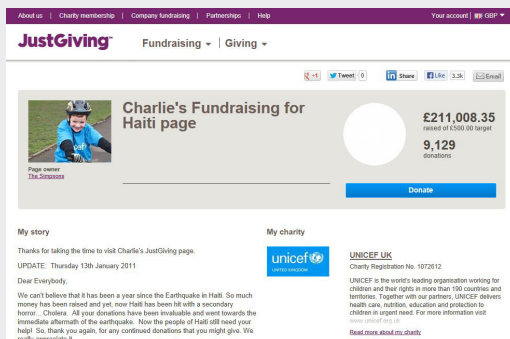 About us | Charity membership | Company fundraising | Partnerships | Help
Your account | GBP
JustGiving
Fundraising | Giving
+1 Tweet 0 in Share Like 3.3k Email
Charlie's Fundraising for
Haiti page
£211,008.35
raised of £500.00 target
9,129
donations
Page owner
The Simpsons
Donate
My story
Thanks for taking the time to visit Charlie's JustGiving page.
UPDATE: Thursday 13th January 2011
Dear Everybody,
We can't believe that it has been a year since the Earthquake in Haiti. So much
money has been raised and yet, now Haiti has been hit with a secondary
horror... Cholera. All your donations have been invaluable and went towards the
immediate aftermath of the earthquake. Now the people of Haiti still need your
help! So, thank you again, for any continued donations that you might give. We
really appreciate it
My charity
unicef
UNITED KINGDOM
UNICEF UK
Charity Registration No. 1072612
UNICEF is the world's leading organisation working for
children and their rights in more than 190 countries and
territories. Together with our partners, UNICEF delivers
health care, nutrition, education and protection to
children in urgent need. For more information visit
www.unicef.org.uk
Read more about my charity